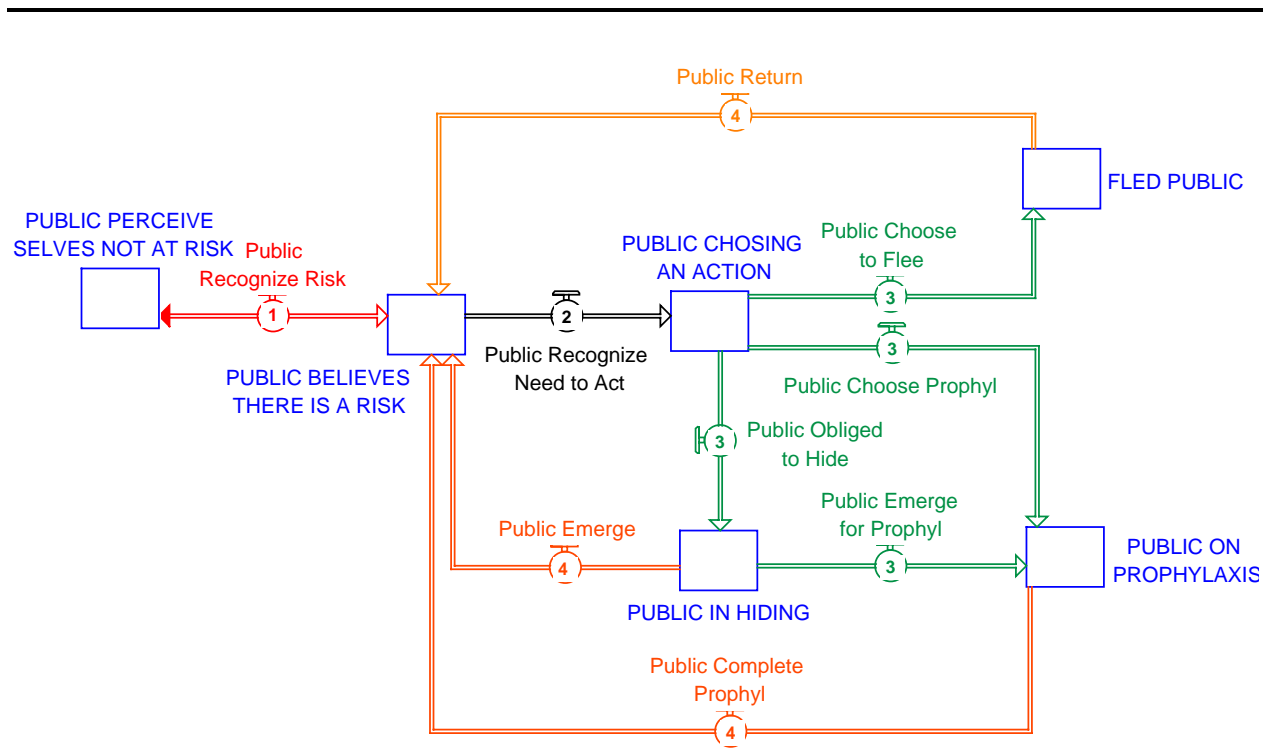 Public Return
4
FLED PUBLIC
PUBLIC PERCEIVE
SELVES NOT AT RISK
Public
Recognize Risk
1
PUBLIC CHOSING
AN ACTION
Public Choose
to Flee
3
2
Public Recognize
Need to Act
3
Public Choose Prophyl
PUBLIC BELIEVES
THERE IS A RISK
3
Public Obliged
to Hide
Public Emerge
4
Public Emerge
for Prophyl
3
PUBLIC ON
PROPHYLAXIS
PUBLIC IN HIDING
Public Complete
Prophyl
4